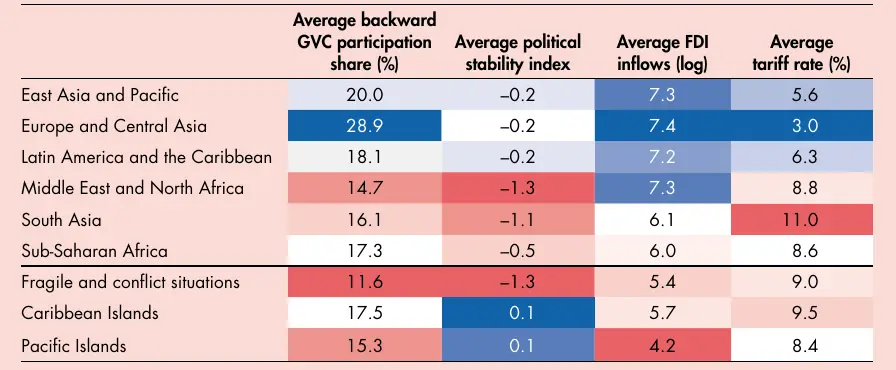 Average backward GVC participation share (%) Average political stability index Average FDI inflows (log) Average tariff rate (%)
East Asia and Pacific 20.0 –0.2 7.3 5.6
Europe and Central Asia 28.9 –0.2 7.4 3.0
Latin America and the Caribbean 18.1 –0.2 7.2 6.3
Middle East and North Africa 14.7 –1.3 7.3 8.8
South Asia 16.1 –1.1 6.1 11.0
Sub-Saharan Africa 17.3 –0.5 6.0 8.6
Fragile and conflict situations 11.6 –1.3 5.4 9.0
Caribbean Islands 17.5 0.1 5.7 9.5
Pacific Islands 15.3 0.1 4.2 8.4